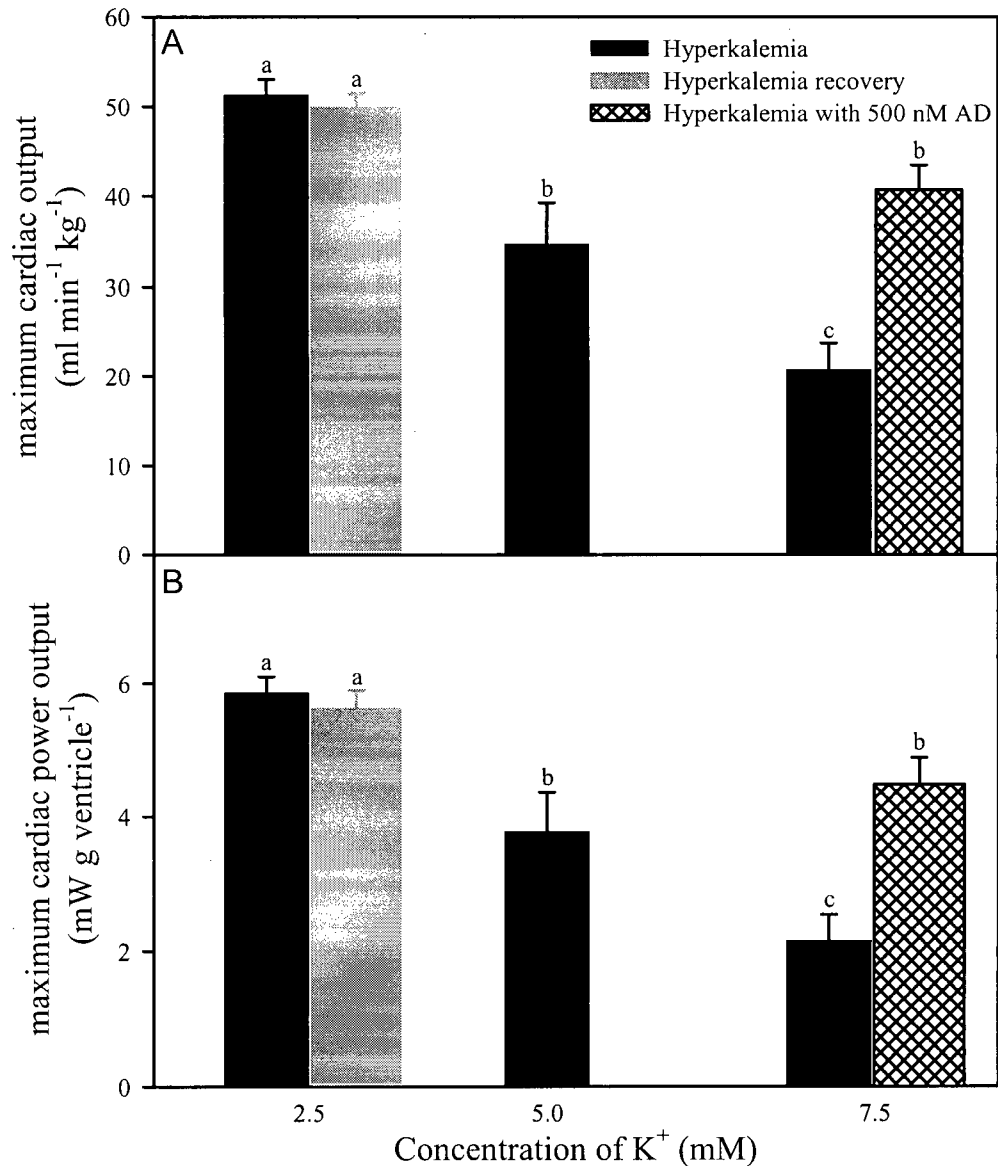 A
Hyperkalemia
Hyperkalemia recovery
Hyperkalemia with 500 nM AD
maximum cardiac output
(ml min⁻¹ kg⁻¹)
60
50
40
30
20
10
0
a
a
b
c
b
B
maximum cardiac power output
(mW g ventricle⁻¹)
6
4
2
0
a
a
b
c
b
2.5
5.0
7.5
Concentration of K⁺ (mM)